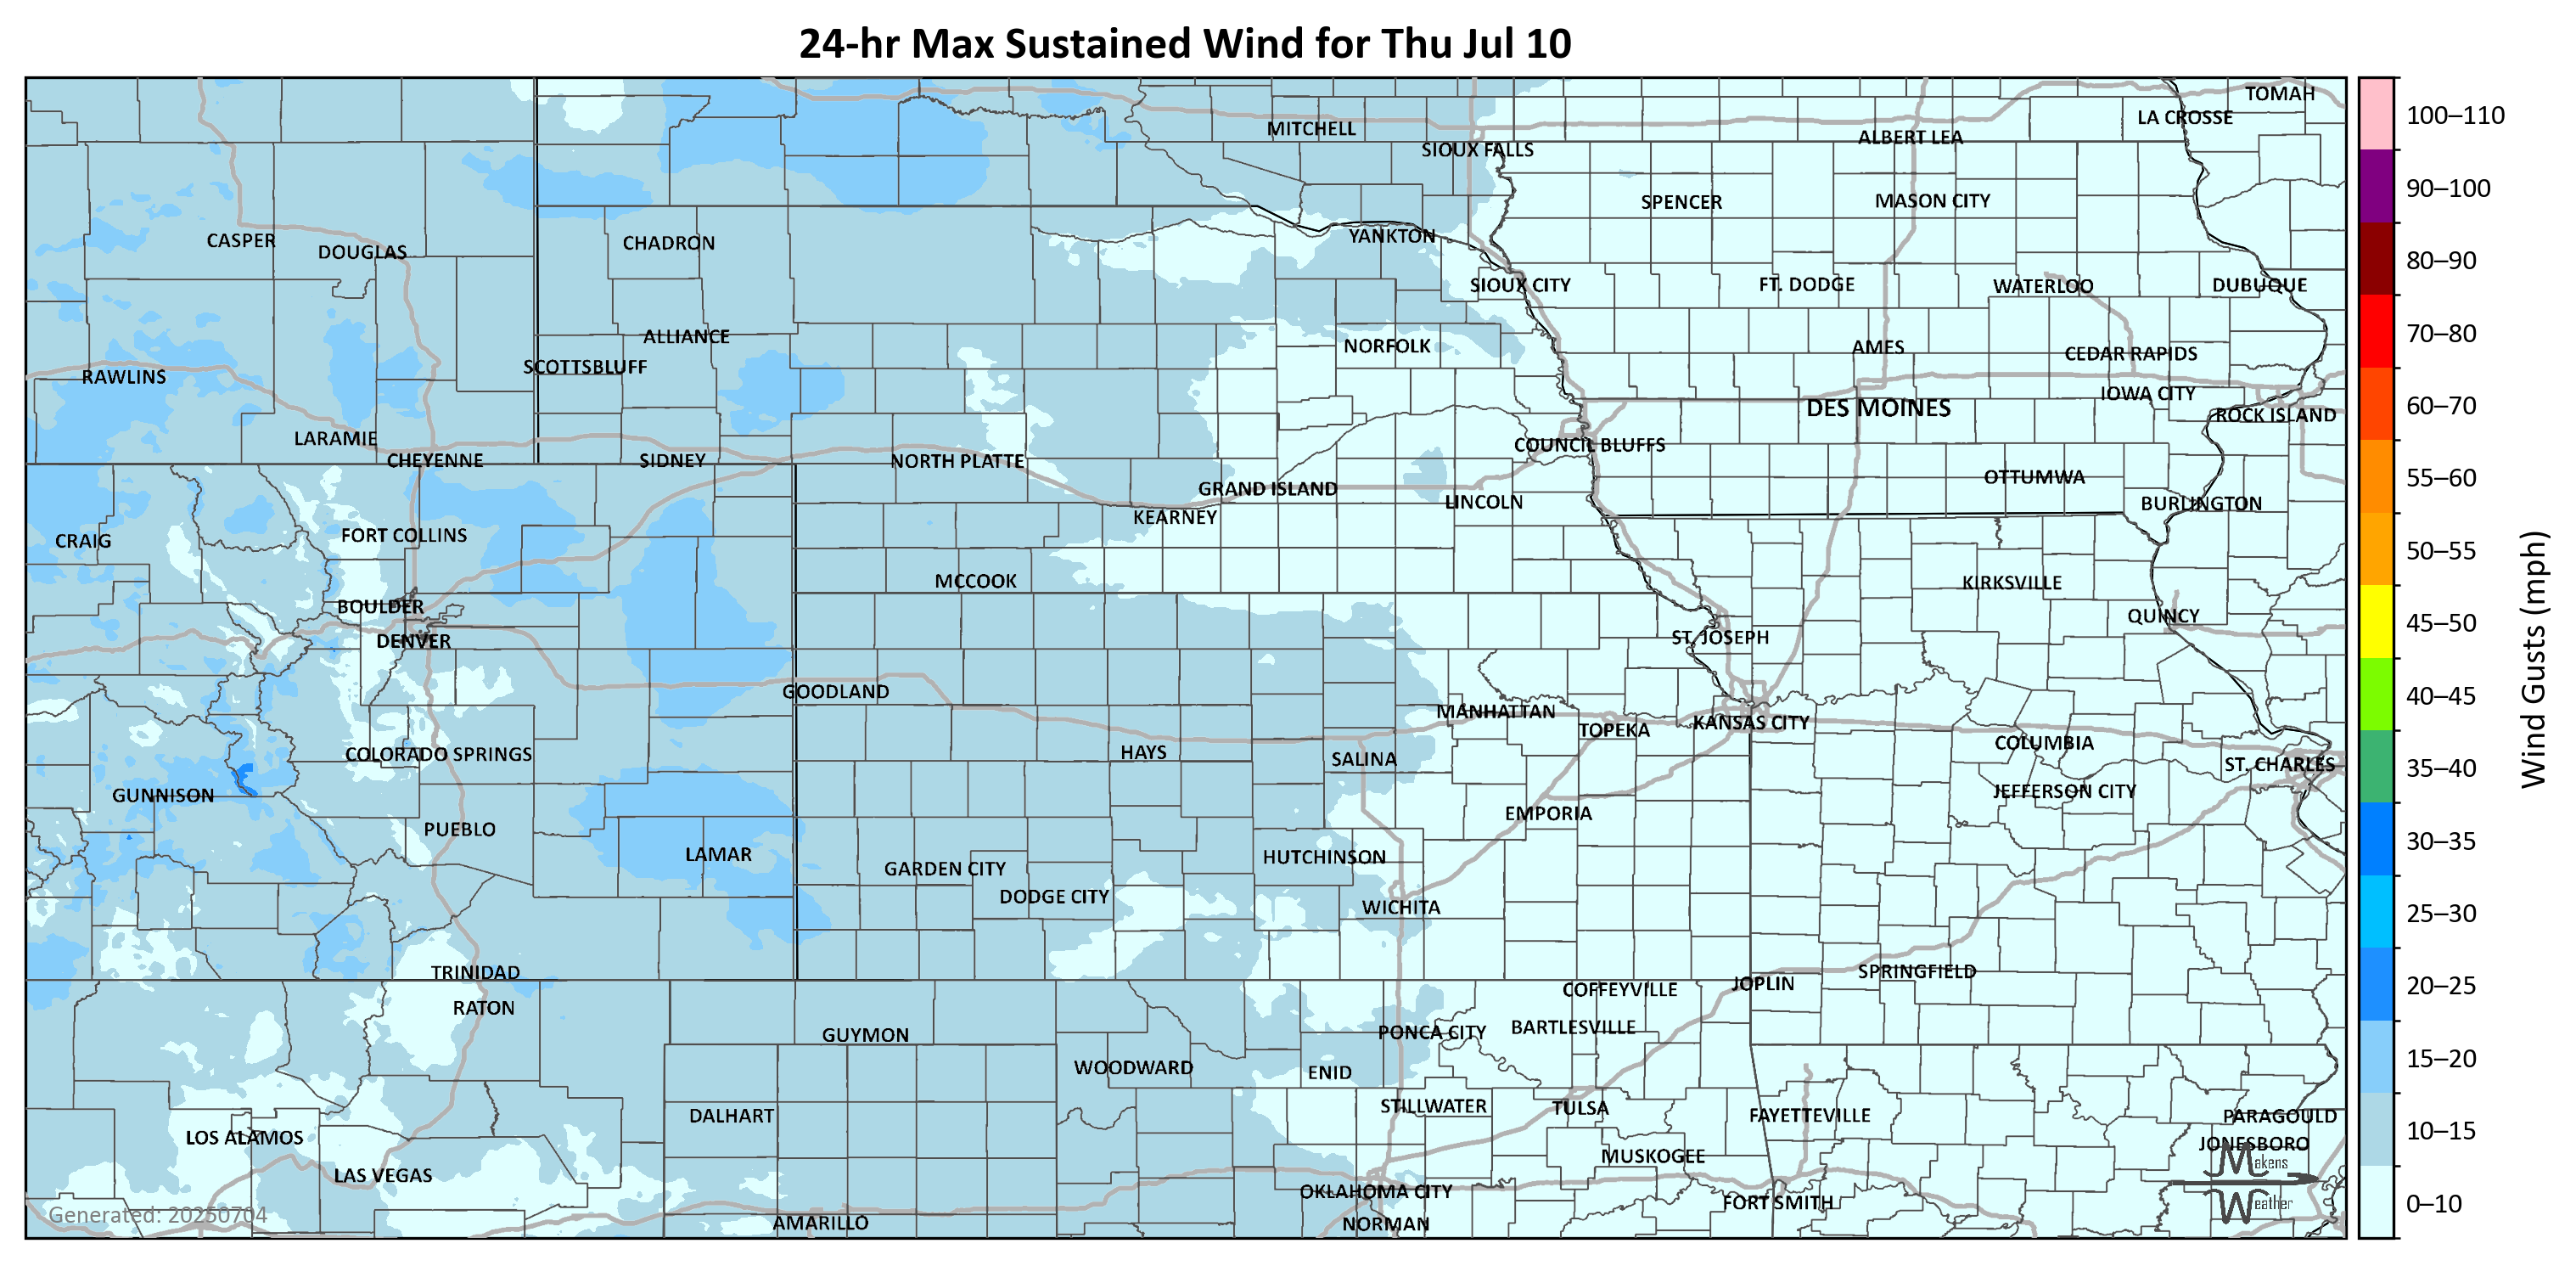 24-hr Max Sustained Wind for Thu Jul 10
TOMAH
LA CROSSE
MITCHELL
ALBERT LEA
SIOUX FALLS
SPENCER
MASON CITY
CASPER
DOUGLAS
CHADRON
YANKTON
SIOUX CITY
FT. DODGE
WATERLOO
DUBUQUE
ALLIANCE
NORFOLK
AMES
CEDAR RAPIDS
SCOTTSBLUFF
RAWLINS
IOWA CITY
DES MOINES
ROCK ISLAND
LARAMIE
COUNCIL BLUFFS
CHEYENNE
SIDNEY
NORTH PLATTE
OTTUMWA
GRAND ISLAND
LINCOLN
BURLINGTON
KEARNEY
FORT COLLINS
CRAIG
MCCOOK
KIRKSVILLE
BOULDER
QUINCY
DENVER
ST. JOSEPH
GOODLAND
MANHATTAN
KANSAS CITY
TOPEKA
COLUMBIA
COLORADO SPRINGS
HAYS
SALINA
ST. CHARLES
GUNNISON
JEFFERSON CITY
EMPORIA
PUEBLO
LAMAR
HUTCHINSON
GARDEN CITY
DODGE CITY
WICHITA
TRINIDAD
SPRINGFIELD
JOPLIN
COFFEYVILLE
RATON
BARTLESVILLE
GUYMON
PONCA CITY
WOODWARD
ENID
STILLWATER
TULSA
DALHART
FAYETTEVILLE
PARAGOULD
LOS ALAMOS
JONESBORO
MUSKOGEE
Makens
LAS VEGAS
OKLAHOMA CITY
FORT SMITH
Weather
Generated: 20250704
AMARILLO
NORMAN
100–110
90–100
80–90
70–80
60–70
55–60
50–55
45–50
40–45
35–40
30–35
25–30
20–25
15–20
10–15
0–10
Wind Gusts (mph)